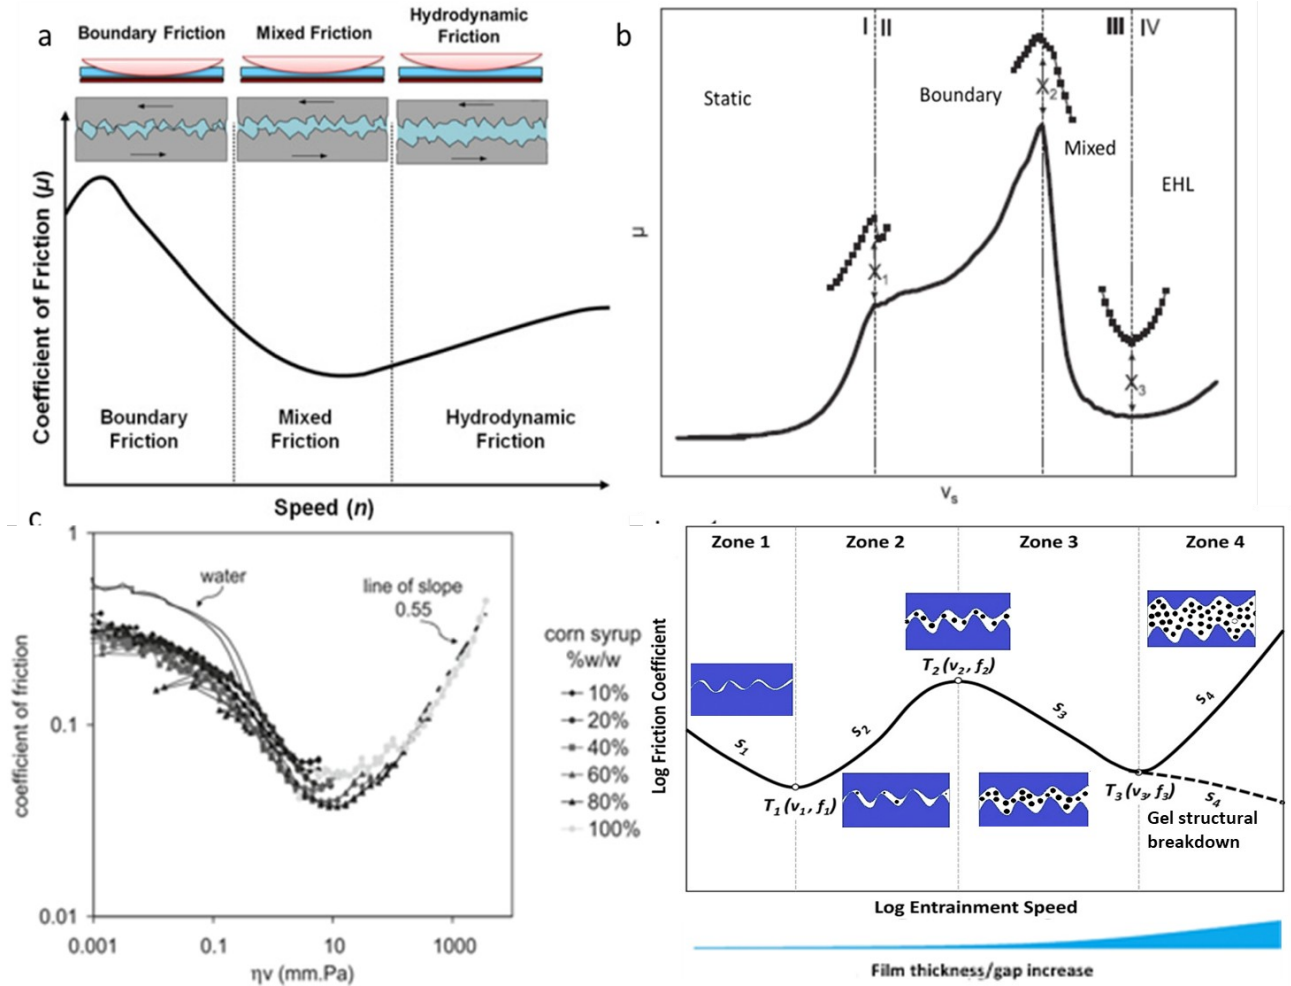 a
Boundary Friction
Mixed Friction
Hydrodynamic
Friction
Coefficient of Friction (μ)
Boundary
Friction
Mixed
Friction
Hydrodynamic
Friction
Speed (n)
b
I
II
III
IV
Static
Boundary
Mixed
EHL
X1
X2
X3
μ
Vs
c
1
0.1
0.01
coefficient of friction
water
line of slope
0.55
corn syrup
%w/w
10%
20%
40%
60%
80%
100%
0.001
0.1
10
1000
ηv (mm.Pa)
Zone 1
Zone 2
Zone 3
Zone 4
Log Friction Coefficient
S1
T1 (v1, f1)
S2
T2 (v2, f2)
S3
T3 (v3, f3)
S4
S4
Gel structural
breakdown
Log Entrainment Speed
Film thickness/gap increase